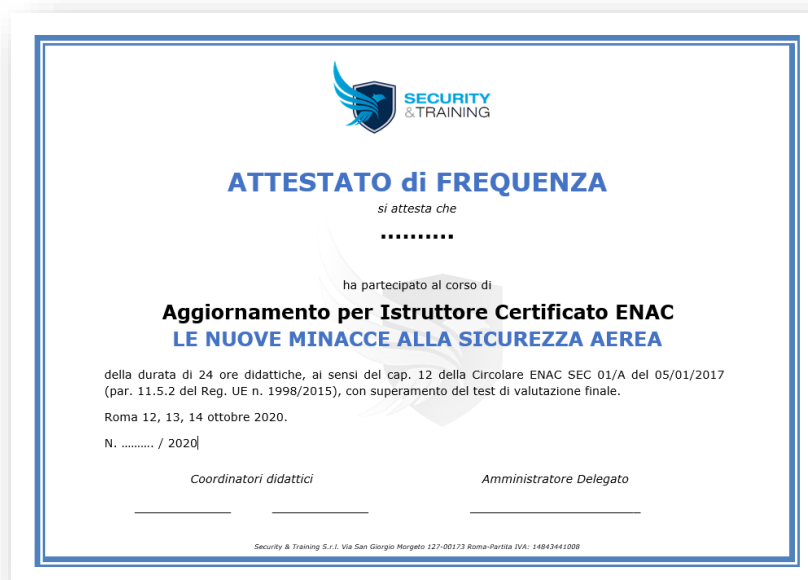 SECURITY
&TRAINING
ATTESTATO di FREQUENZA
si attesta che
..........
ha partecipato al corso di
Aggiornamento per Istruttore Certificato ENAC
LE NUOVE MINACCE ALLA SICUREZZA AEREA
della durata di 24 ore didattiche, ai sensi del cap. 12 della Circolare ENAC SEC 01/A del 05/01/2017
(par. 11.5.2 del Reg. UE n. 1998/2015), con superamento del test di valutazione finale.
Roma 12, 13, 14 ottobre 2020.
N. .......... / 2020
Coordinatori didattici Amministratore Delegato
Security & Training S.r.l. Via San Giorgio Morgeto 127-00173 Roma-Partita IVA: 14843441008